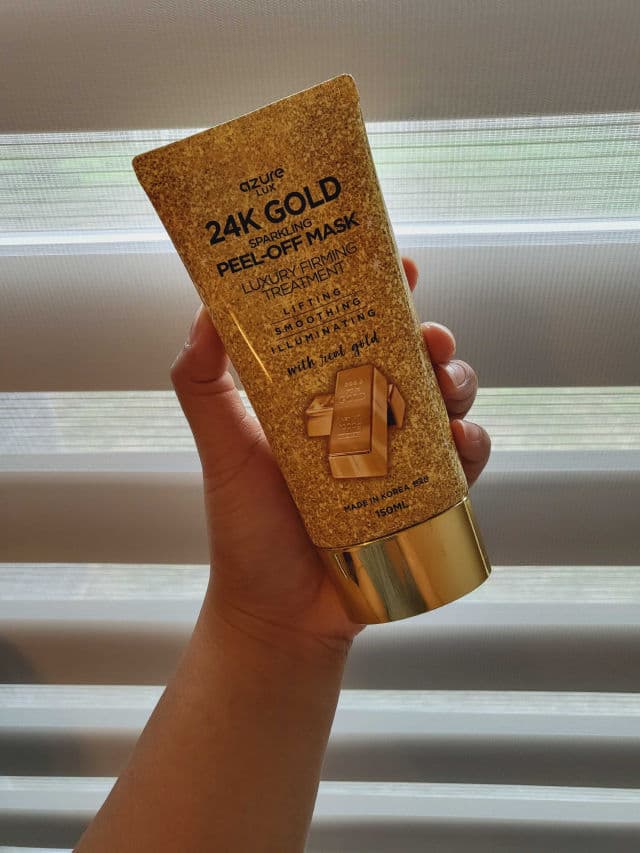 azure
LUX
24K GOLD
SPARKLING
PEEL-OFF MASK
LUXURY FIRMING
TREATMENT
LIFTING
SMOOTHING
ILLUMINATING
with real gold
MADE IN KOREA
150ML